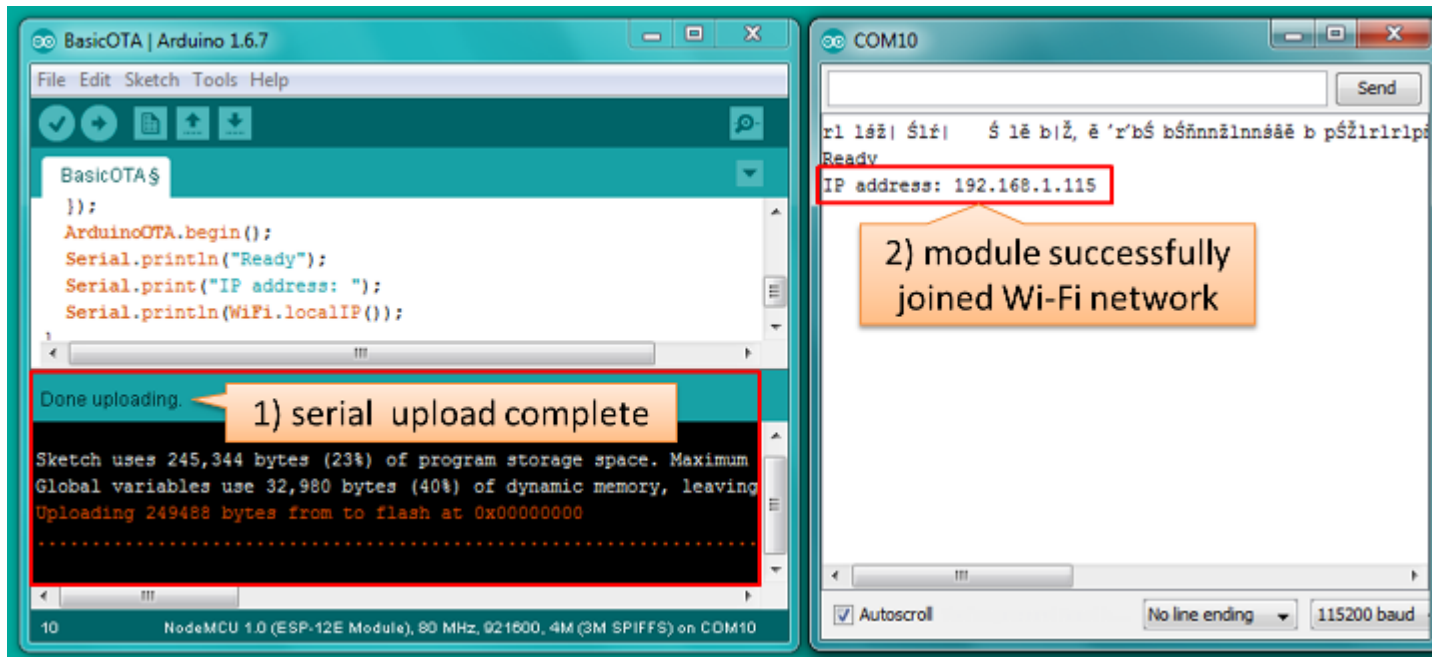 BasicOTA | Arduino 1.6.7
File Edit Sketch Tools Help
BasicOTA§
});
ArduinoOTA.begin();
Serial.println("Ready");
Serial.print("IP address: ");
Serial.println(WiFi.localIP());
Done uploading.
1) serial upload complete
Sketch uses 245,344 bytes (23%) of program storage space. Maximum
Global variables use 32,980 bytes (40%) of dynamic memory, leaving
Uploading 249488 bytes from to flash at 0x00000000
................................................................
10 NodeMCU 1.0 (ESP-12E Module), 80 MHz, 921600, 4M (3M SPIFFS) on COM10
COM10
Send
Ready
IP address: 192.168.1.115
2) module successfully
joined Wi-Fi network
Autoscroll No line ending 115200 baud